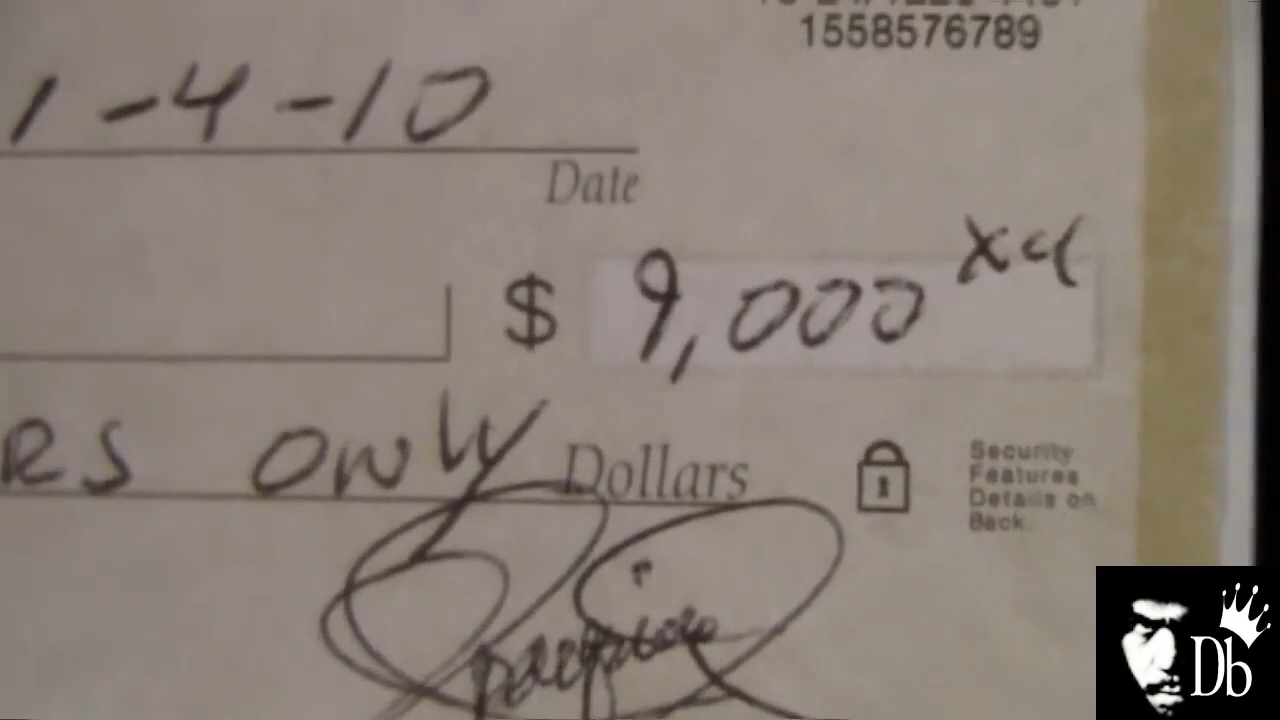 1558576789
1-4-10
Date
$ 9,000 xx
RS ONLY Dollars
Security
Features
Details on
Back.
Db